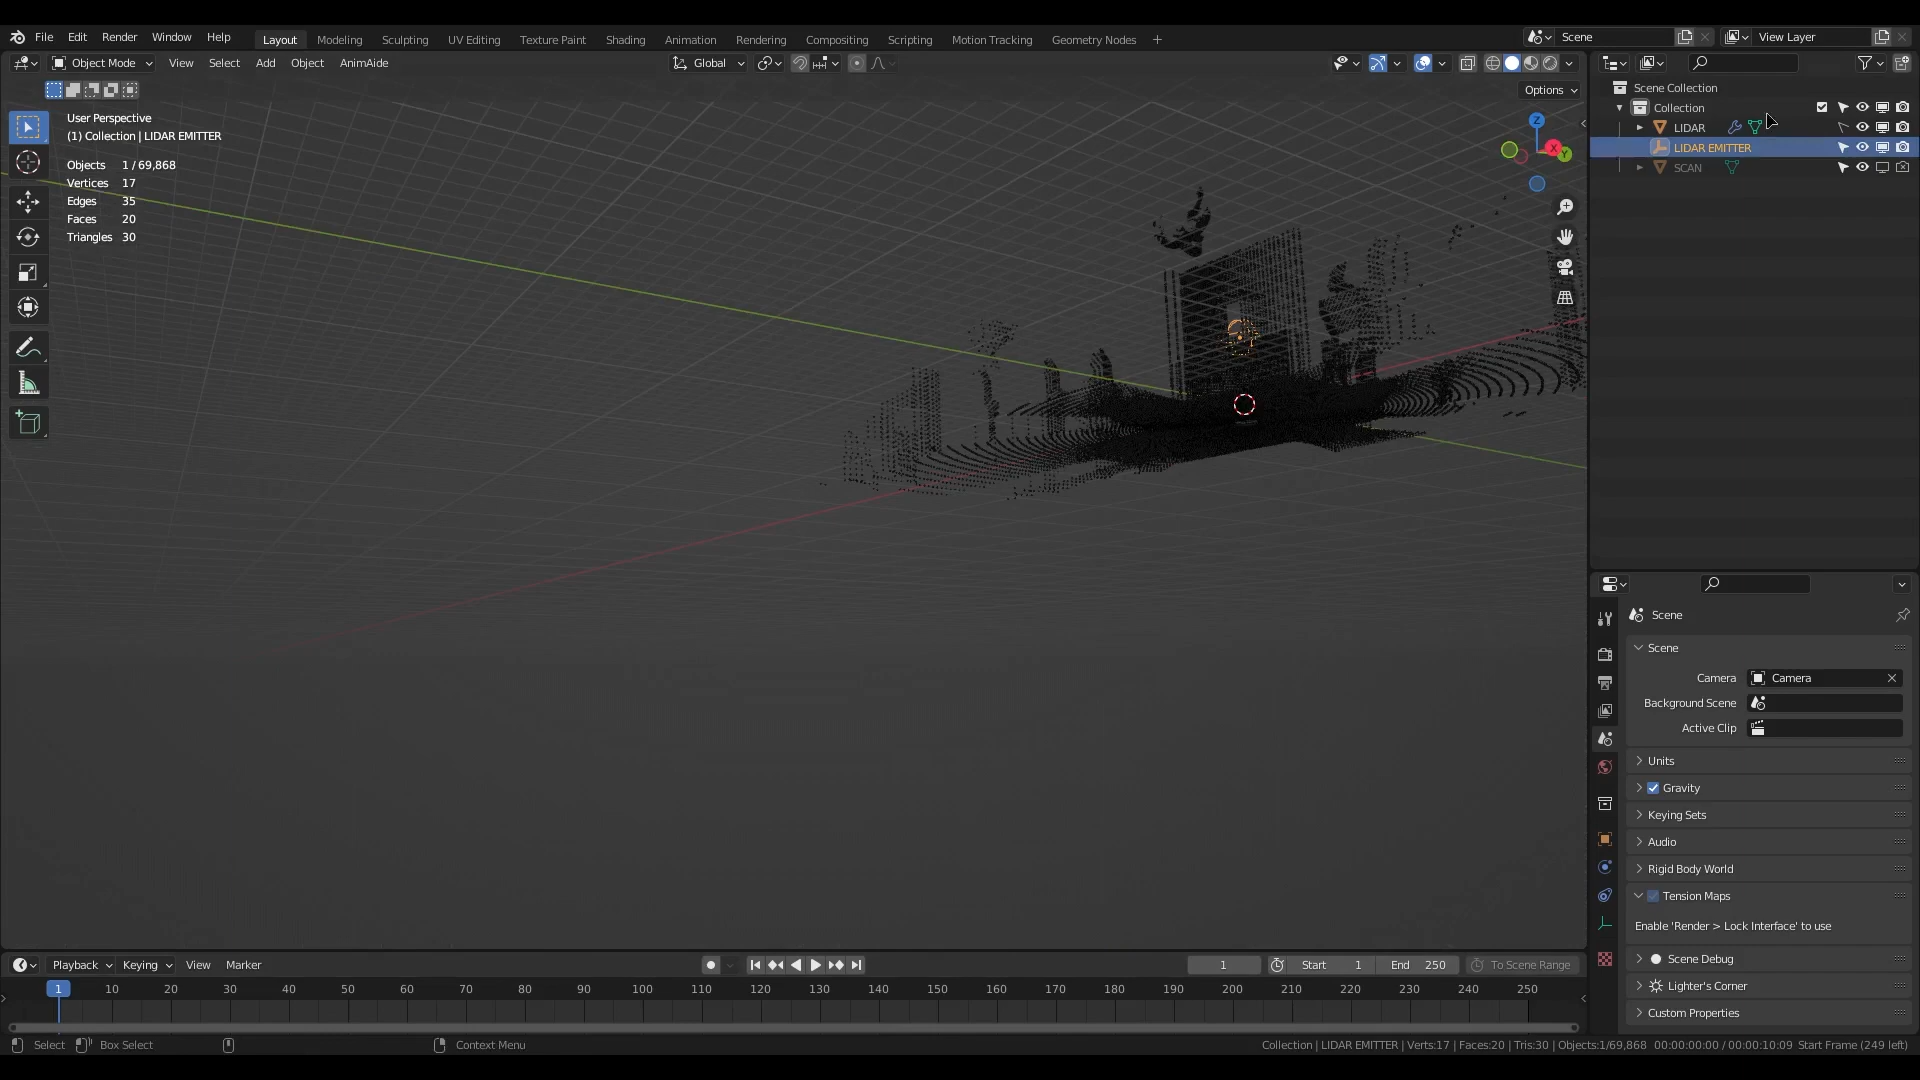 File Edit Render Window Help Layout Modeling Sculpting UV Editing Texture Paint Shading Animation Rendering Compositing Scripting Motion Tracking Geometry Nodes + Scene View Layer
Object Mode View Select Add Object AnimAide Global
Options
User Perspective
(1) Collection | LIDAR EMITTER
Objects 1 / 69,868
Vertices 17
Edges 35
Faces 20
Triangles 30
Z
X
Y
Scene Collection
Collection
LIDAR
LIDAR EMITTER
SCAN
Scene
Scene
Camera Camera
Background Scene
Active Clip
Units
Gravity
Keying Sets
Audio
Rigid Body World
Tension Maps
Enable 'Render > Lock Interface' to use
Scene Debug
Lighter's Corner
Custom Properties
Playback Keying View Marker 1 Start 1 End 250 To Scene Range
1 10 20 30 40 50 60 70 80 90 100 110 120 130 140 150 160 170 180 190 200 210 220 230 240 250
Select Box Select Context Menu Collection | LIDAR EMITTER | Verts:17 | Faces:20 | Tris:30 | Objects:1/69,868 00:00:00:00 / 00:00:10:09 Start Frame (249 left)